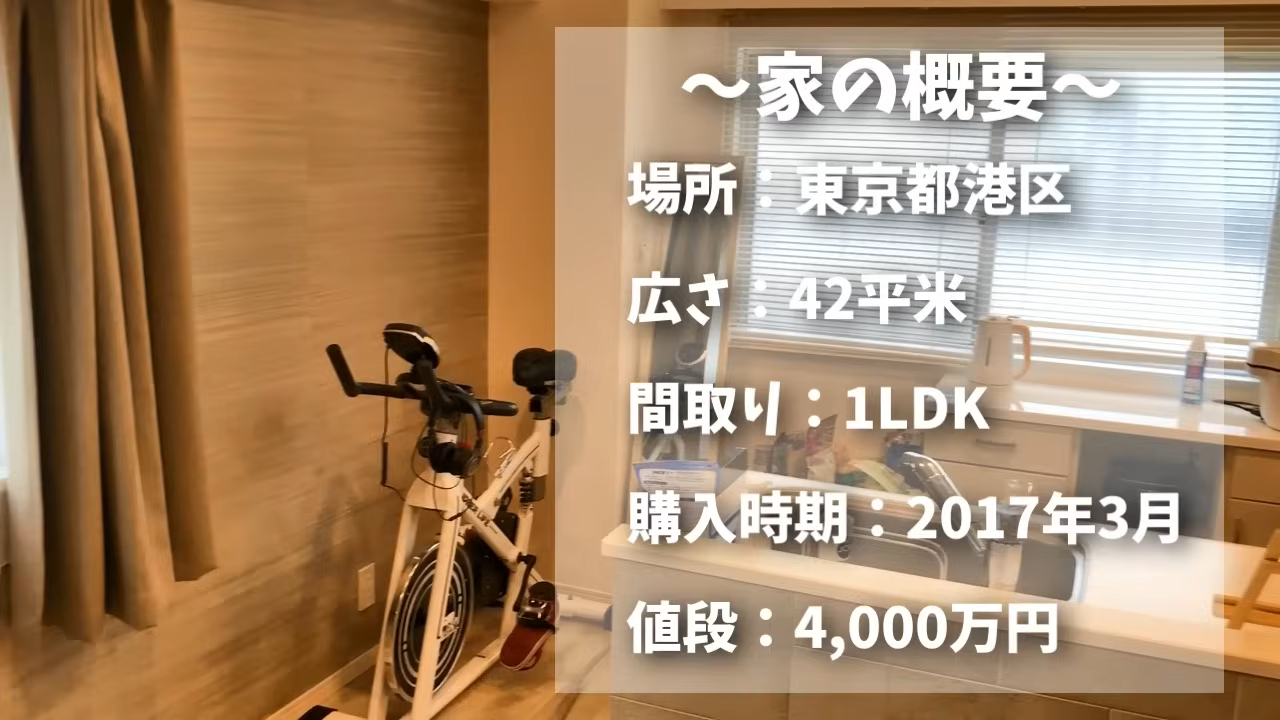 〜家の概要〜
場所：東京都港区
広さ：42平米
間取り：1LDK
購入時期：2017年3月
値段：4,000万円